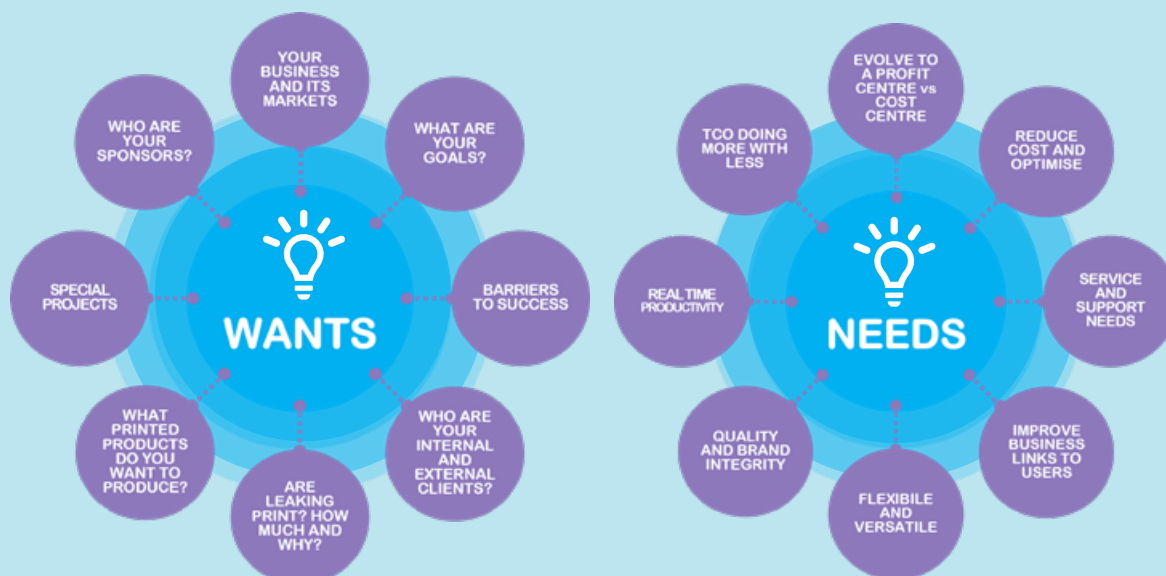 YOUR
BUSINESS
AND ITS
MARKETS
WHAT ARE
YOUR
GOALS?
BARRIERS
TO SUCCESS
WHO ARE
YOUR
INTERNAL
AND
EXTERNAL
CLIENTS?
ARE
LEAKING
PRINT? HOW
MUCH AND
WHY?
WHAT
PRINTED
PRODUCTS
DO YOU
WANT TO
PRODUCE?
SPECIAL
PROJECTS
WHO ARE
YOUR
SPONSORS?
WANTS
EVOLVE TO
A PROFIT
CENTRE vs
COST
CENTRE
REDUCE
COST AND
OPTIMISE
SERVICE
AND
SUPPORT
NEEDS
IMPROVE
BUSINESS
LINKS TO
USERS
FLEXIBILE
AND
VERSATILE
QUALITY
AND BRAND
INTEGRITY
REAL TIME
PRODUCTIVITY
TCO DOING
MORE WITH
LESS
NEEDS